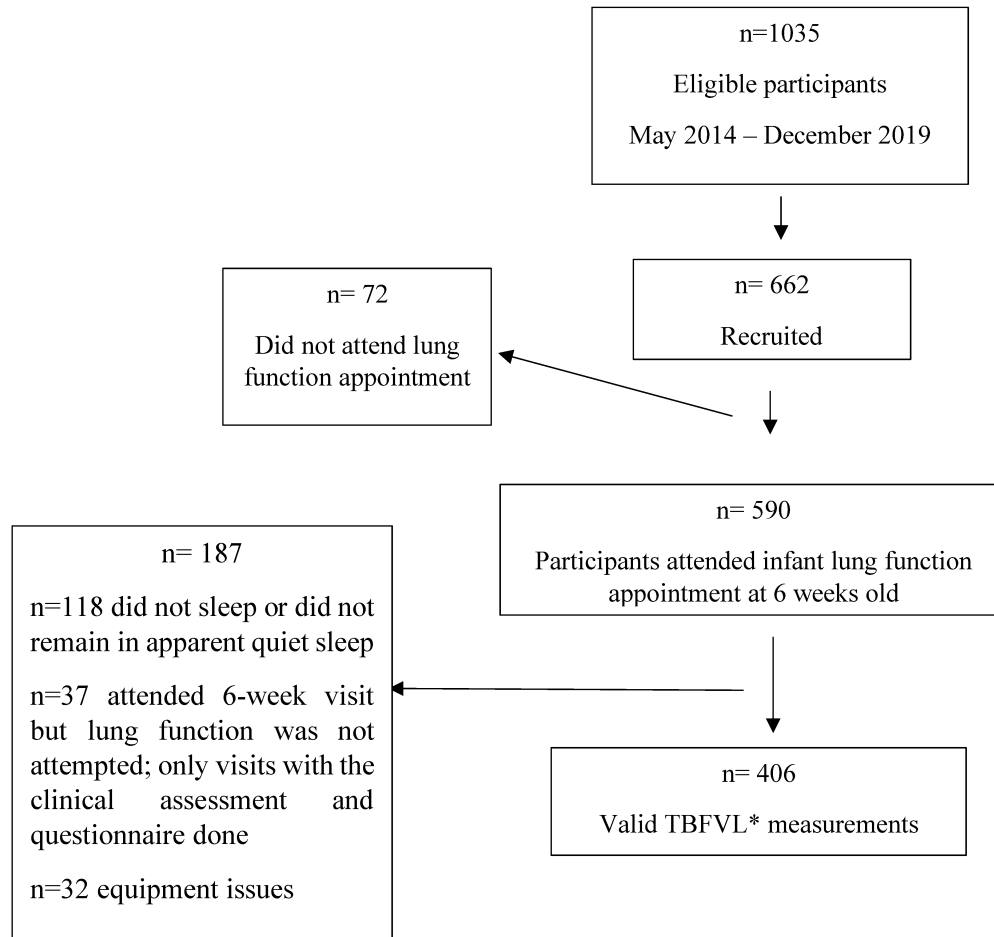 n=1035
Eligible participants
May 2014 – December 2019
n= 662
Recruited
n= 72
Did not attend lung
function appointment
n= 590
Participants attended infant lung function
appointment at 6 weeks old
n= 187
n=118 did not sleep or did not
remain in apparent quiet sleep
n=37 attended 6-week visit
but lung function was not
attempted; only visits with the
clinical assessment and
questionnaire done
n=32 equipment issues
n= 406
Valid TBFVL* measurements